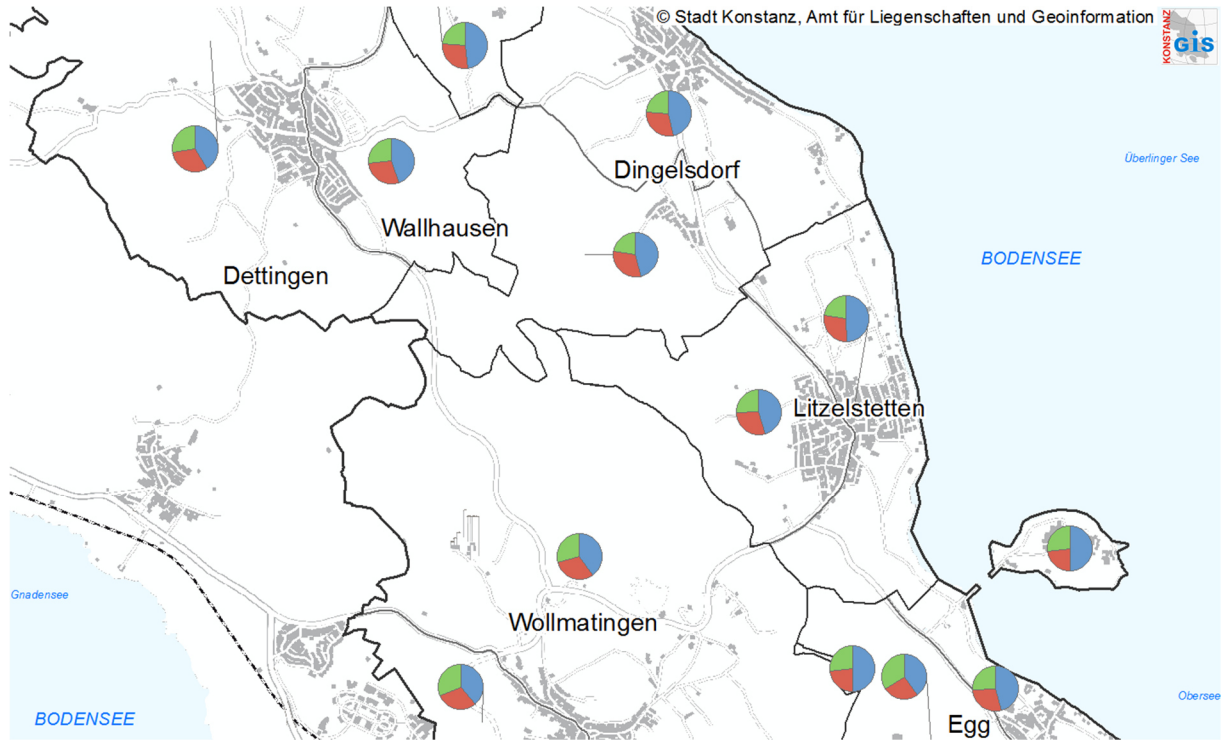 © Stadt Konstanz, Amt für Liegenschaften und Geoinformation
KONSTANZ
GIS
Überlinger See
Dingelsdorf
Wallhausen
BODENSEE
Dettingen
Litzelstetten
Gnadensee
Wollmatingen
Obersee
BODENSEE
Egg